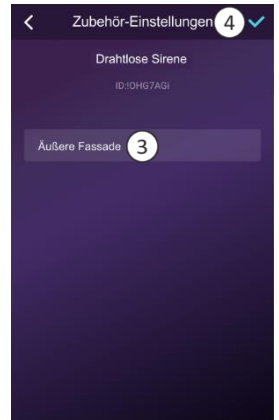 Zubehör-Einstellungen 4
Drahtlose Sirene
ID:!OHG7AGi
Äußere Fassade 3